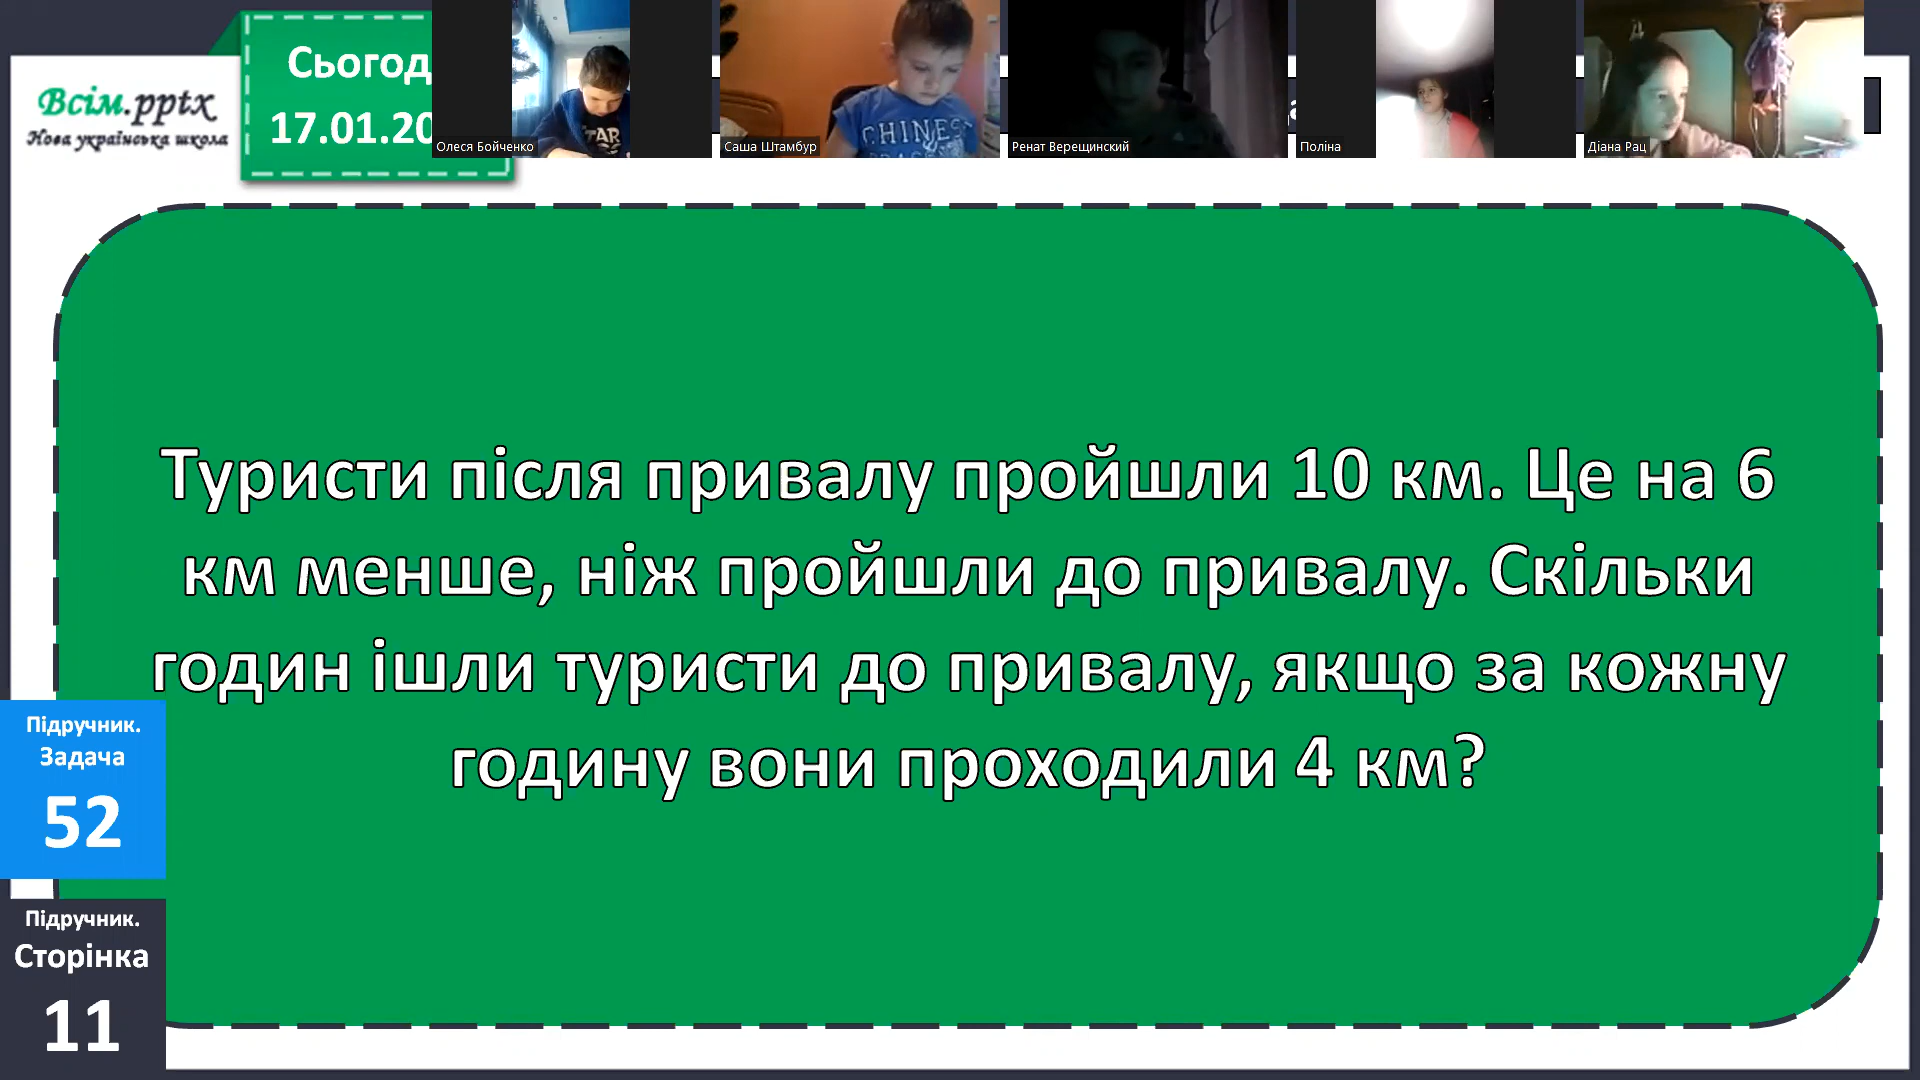 Всім.pptx
Нова українська школа
Сьогод
17.01.20
Олеся Бойченко
Саша Штамбур
CHINES
TAR
Ренат Верещинский
Поліна
Діана Рац
Туристи після привалу пройшли 10 км. Це на 6
км менше, ніж пройшли до привалу. Скільки
годин ішли туристи до привалу, якщо за кожну
годину вони проходили 4 км?
Підручник.
Задача
52
Підручник.
Сторінка
11